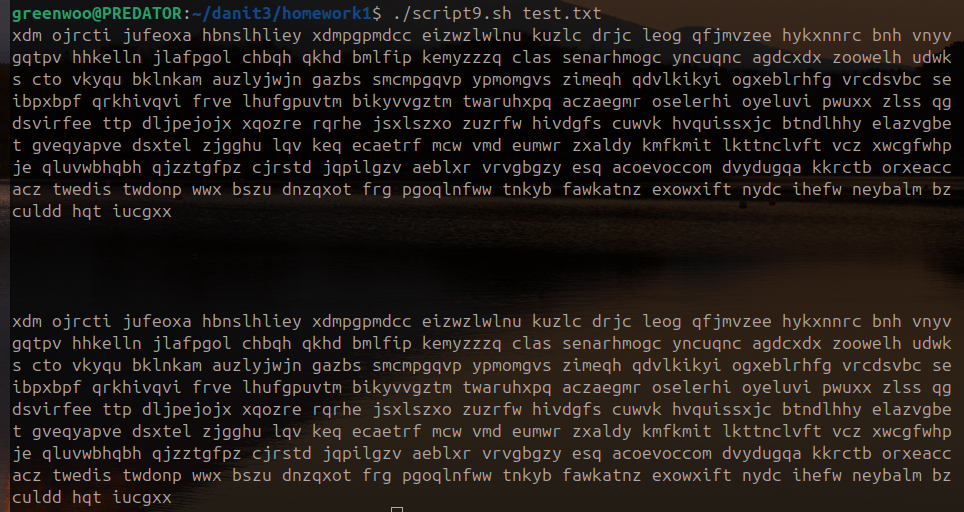 greenwoo@PREDATOR:~/danit3/homework1$ ./script9.sh test.txt
xdm ojrcti jufeoxa hbnslhliey xdmpgpmdcc eizwzlwlnu kuzlc drjc leog qfjmvzee hykxnnrc bnh vnyv
gqtpv hhkelln jlafpgol chbqh qkhd bmlfip kemyzzzq clas senarhmogc yncuqnc agdcxdx zoowelh udwk
s cto vkyqu bklnkam auzlyjwjn gazbs smcmpgqvp ypmomgvs zimeqh qdvlkikyi ogxeblrhfg vrcdsvbc se
ibpxbpf qrkhivqvi frve lhufgpuvtm bikyvvgztm twaruhxpq aczaegmr oselerhi oyeluvi pwuxx zlss qg
dsvirfee ttp dljpejojx xqozre rqrhe jsxlszxo zuzrfw hivdgfs cuwvk hvquissxjc btndlhhy elazvgbe
t gveqyapve dsxtel zjgghu lqv keq ecaetrf mcw vmd eumwr zxaldy kmfkmit lkttnclvft vcz xwcgfwhp
je qluvwbhqbh qjzztgfpz cjrstd jqpilgzv aeblxr vrvgbgzy esq acoevoccom dvydugqa kkrctb orxeacc
acz twedis twdonp wwx bszu dnzqxot frg pgoqlnfww tnkyb fawkatnz exowxift nydc ihefw neybalm bz
culdd hqt iucgxx
xdm ojrcti jufeoxa hbnslhliey xdmpgpmdcc eizwzlwlnu kuzlc drjc leog qfjmvzee hykxnnrc bnh vnyv
gqtpv hhkelln jlafpgol chbqh qkhd bmlfip kemyzzzq clas senarhmogc yncuqnc agdcxdx zoowelh udwk
s cto vkyqu bklnkam auzlyjwjn gazbs smcmpgqvp ypmomgvs zimeqh qdvlkikyi ogxeblrhfg vrcdsvbc se
ibpxbpf qrkhivqvi frve lhufgpuvtm bikyvvgztm twaruhxpq aczaegmr oselerhi oyeluvi pwuxx zlss qg
dsvirfee ttp dljpejojx xqozre rqrhe jsxlszxo zuzrfw hivdgfs cuwvk hvquissxjc btndlhhy elazvgbe
t gveqyapve dsxtel zjgghu lqv keq ecaetrf mcw vmd eumwr zxaldy kmfkmit lkttnclvft vcz xwcgfwhp
je qluvwbhqbh qjzztgfpz cjrstd jqpilgzv aeblxr vrvgbgzy esq acoevoccom dvydugqa kkrctb orxeacc
acz twedis twdonp wwx bszu dnzqxot frg pgoqlnfww tnkyb fawkatnz exowxift nydc ihefw neybalm bz
culdd hqt iucgxx